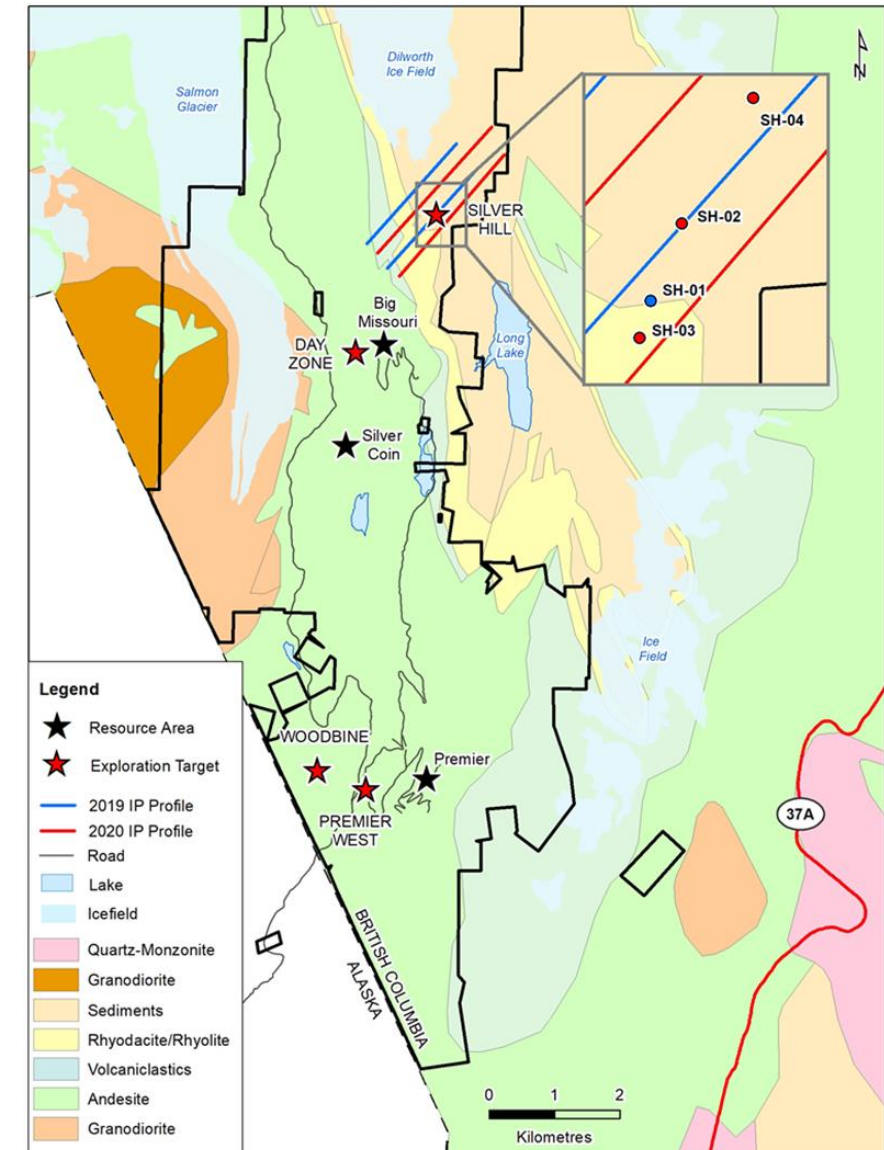 Salmon
Glacier
Dilworth
Ice Field
N
SH-04
SH-02
SH-01
SH-03
SILVER
HILL
Big
Missouri
DAY
ZONE
Long
Lake
Silver
Coin
Ice
Field
WOODBINE
Premier
PREMIER
WEST
37A
BRITISH COLUMBIA
ALASKA
Legend
Resource Area
Exploration Target
2019 IP Profile
2020 IP Profile
Road
Lake
Icefield
Quartz-Monzonite
Granodiorite
Sediments
Rhyodacite/Rhyolite
Volcaniclastics
Andesite
Granodiorite
0 1 2
Kilometres